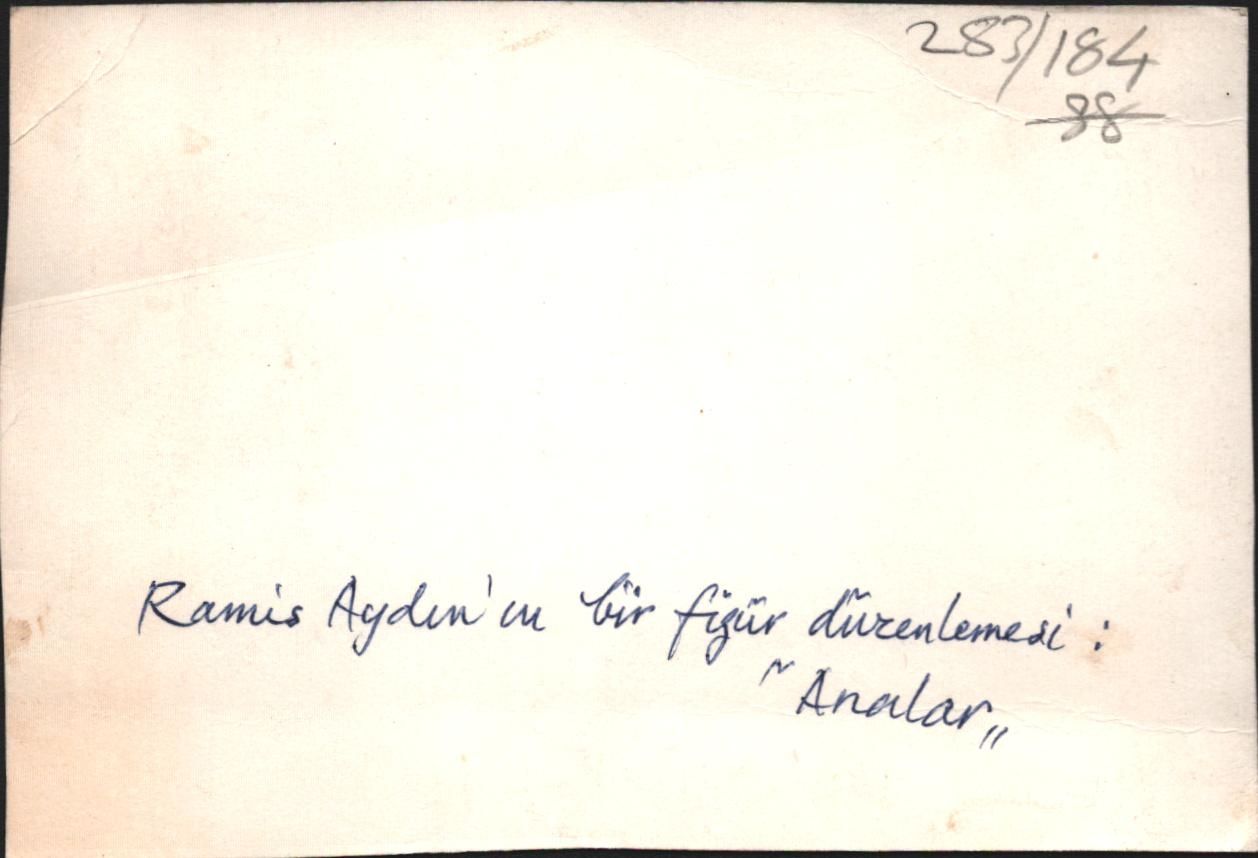 283/184
88
Ramis Aydın'ın bir figür düzenlemesi :
"Analar„